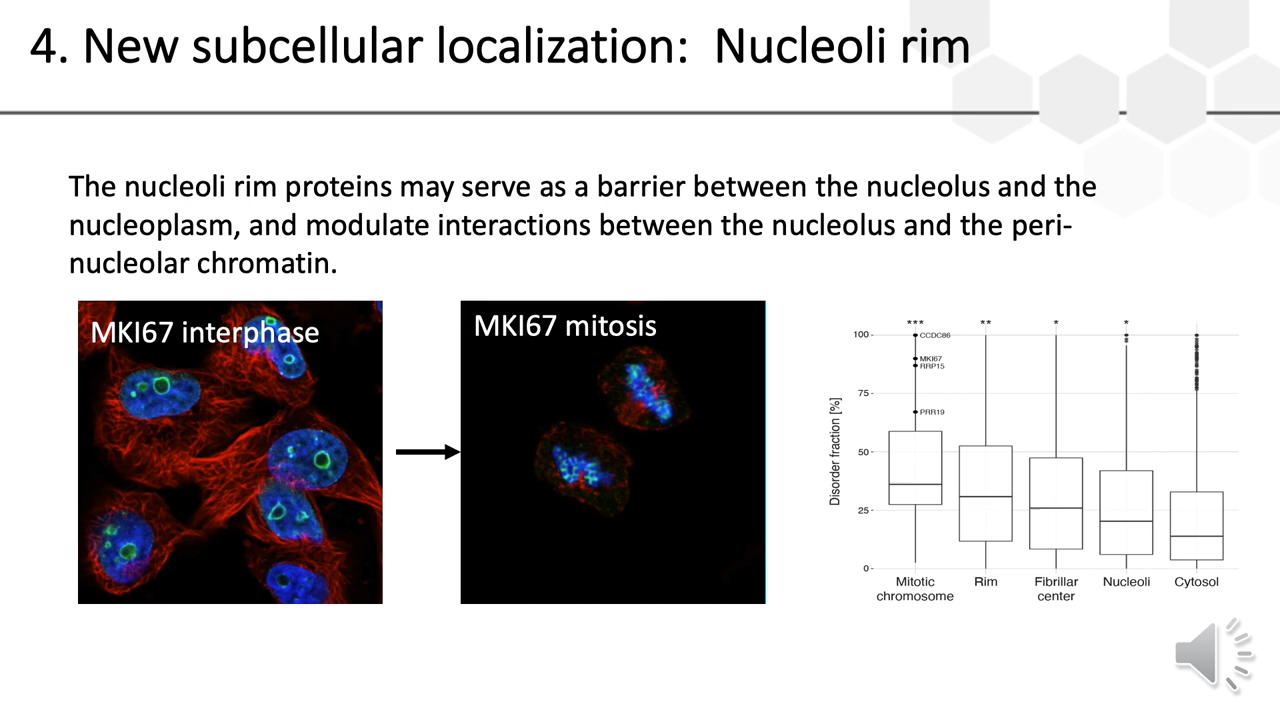 4. New subcellular localization:  Nucleoli rim
The nucleoli rim proteins may serve as a barrier between the nucleolus and the
nucleoplasm, and modulate interactions between the nucleolus and the peri-
nucleolar chromatin.
MKI67 interphase
MKI67 mitosis
*** ** * *
100
CCDC86
MKI67
RRP15
75
PRR19
50
25
0
Disorder fraction [%]
Mitotic Rim Fibrillar Nucleoli Cytosol
chromosome center